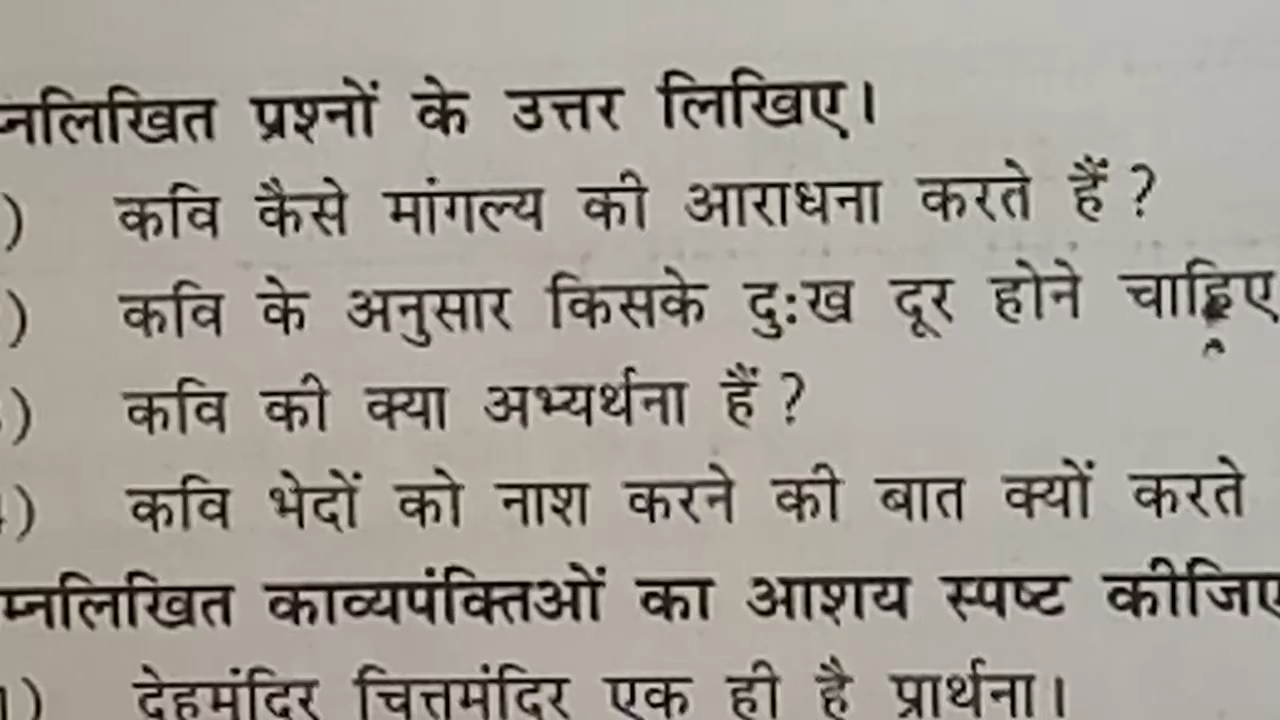 नलिखित प्रश्नों के उत्तर लिखिए।
) कवि कैसे मांगल्य की आराधना करते हैं ?
) कवि के अनुसार किसके दुःख दूर होने चाहिए
) कवि की क्या अभ्यर्थना हैं ?
) कवि भेदों को नाश करने की बात क्यों करते
म्नलिखित काव्यपंक्तिओं का आशय स्पष्ट कीजिए
) देहमंदिर चित्तमंदिर एक ही है प्रार्थना।